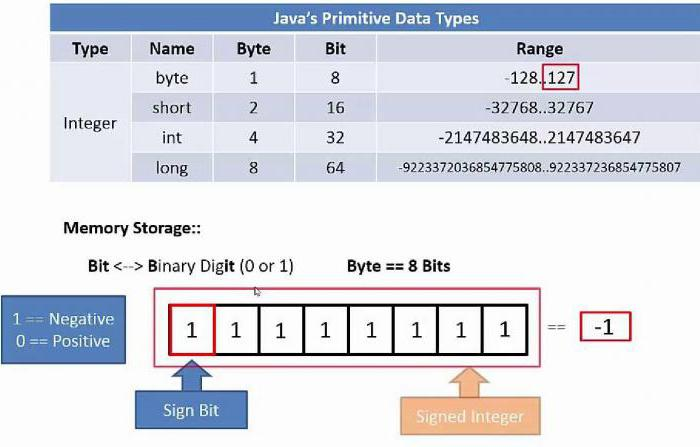 Java's Primitive Data Types
Type Name Byte Bit Range
byte 1 8 -128..127
short 2 16 -32768..32767
Integer
int 4 32 -2147483648..2147483647
long 8 64 -9223372036854775808..922337236854775807
Memory Storage::
Bit <--> Binary Digit (0 or 1) Byte == 8 Bits
1 == Negative
0 == Positive
1 1 1 1 1 1 1 1 == -1
Sign Bit
Signed Integer